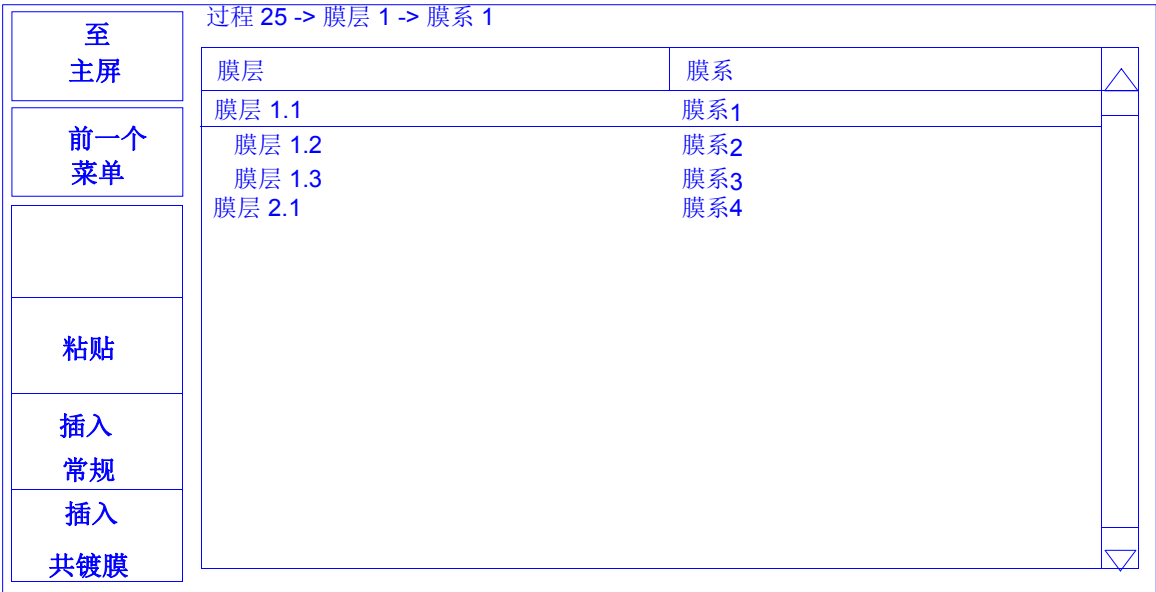 至
主屏
前一个
菜单
粘贴
插入
常规
插入
共镀膜
过程 25 -> 膜层 1 -> 膜系 1
膜层 膜系
膜层 1.1 膜系1
膜层 1.2 膜系2
膜层 1.3 膜系3
膜层 2.1 膜系4